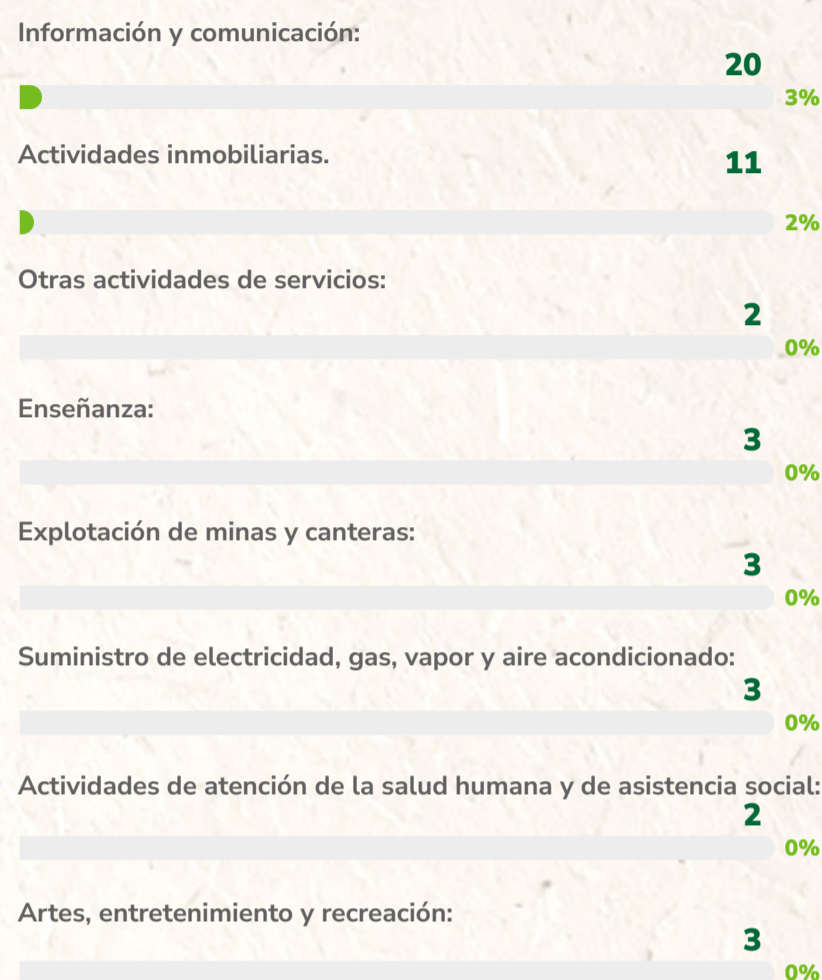 Información y comunicación:
20
3%
Actividades inmobiliarias.
11
2%
Otras actividades de servicios:
2
0%
Enseñanza:
3
0%
Explotación de minas y canteras:
3
0%
Suministro de electricidad, gas, vapor y aire acondicionado:
3
0%
Actividades de atención de la salud humana y de asistencia social:
2
0%
Artes, entretenimiento y recreación:
3
0%